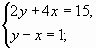 2y + 4x = 15,
y − x = 1;